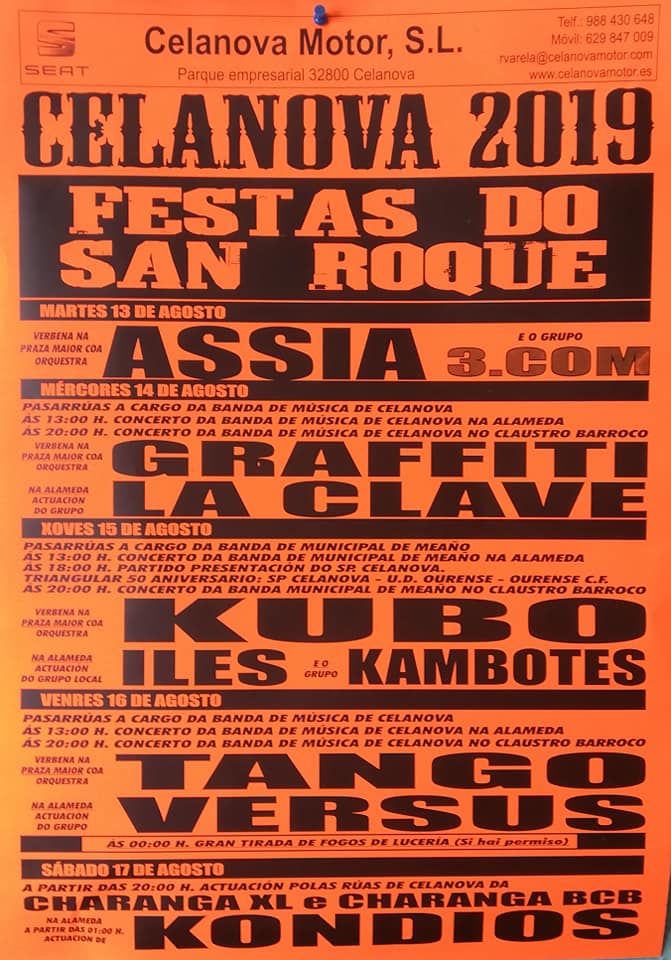 SEAT
Celanova Motor, S.L.
Parque empresarial 32800 Celanova
Telf.: 988 430 648
Móvil: 629 847 009
rvarela@celanovamotor.com
www.celanovamotor.es
CELANOVA 2019
FESTAS DO
SAN ROQUE
MARTES 13 DE AGOSTO
VERBENA NA
PRAZA MAIOR COA
ORQUESTRA
ASSIA
E O GRUPO
3.COM
MÉRCORES 14 DE AGOSTO
PASARRÚAS A CARGO DA BANDA DE MÚSICA DE CELANOVA
ÁS 13:00 H. CONCERTO DA BANDA DE MÚSICA DE CELANOVA NA ALAMEDA
ÁS 20:00 H. CONCERTO DA BANDA DE MÚSICA DE CELANOVA NO CLAUSTRO BARROCO
VERBENA NA
PRAZA MAIOR COA
ORQUESTRA
GRAFFITI
NA ALAMEDA
ACTUACION
DO GRUPO
LA CLAVE
XOVES 15 DE AGOSTO
PASARRÚAS A CARGO DA BANDA DE MUNICIPAL DE MEAÑO
ÁS 13:00 H. CONCERTO DA BANDA DE MUNICIPAL DE MEAÑO NA ALAMEDA
ÁS 18:00 H. PARTIDO PRESENTACIÓN DO SP. CELANOVA.
TRIANGULAR 50 ANIVERSARIO: SP CELANOVA - U.D. OURENSE - OURENSE C.F.
ÁS 20:00 H. CONCERTO DA BANDA MUNICIPAL DE MEAÑO NO CLAUSTRO BARROCO
VERBENA NA
PRAZA MAIOR COA
ORQUESTRA
KUBO
NA ALAMEDA
ACTUACIÓN
DO GRUPO LOCAL
ILES
E O
GRUPO
KAMBOTES
VENRES 16 DE AGOSTO
PASARRÚAS A CARGO DA BANDA DE MÚSICA DE CELANOVA
ÁS 13:00 H. CONCERTO DA BANDA DE MÚSICA DE CELANOVA NA ALAMEDA
ÁS 20:00 H. CONCERTO DA BANDA DE MÚSICA DE CELANOVA NO CLAUSTRO BARROCO
VERBENA NA
PRAZA MAIOR COA
ORQUESTRA
TANGO
NA ALAMEDA
ACTUACIÓN
DO GRUPO
VERSUS
ÁS 00:00 H. GRAN TIRADA DE FOGOS DE LUCERÍA (Si hai permiso)
SÁBADO 17 DE AGOSTO
A PARTIR DAS 20:00 H. ACTUACIÓN POLAS RÚAS DE CELANOVA DA
CHARANGA XL e CHARANGA BCB
NA ALAMEDA
A PARTIR DAS 01:00 H.
ACTUACION DE
KONDIOS